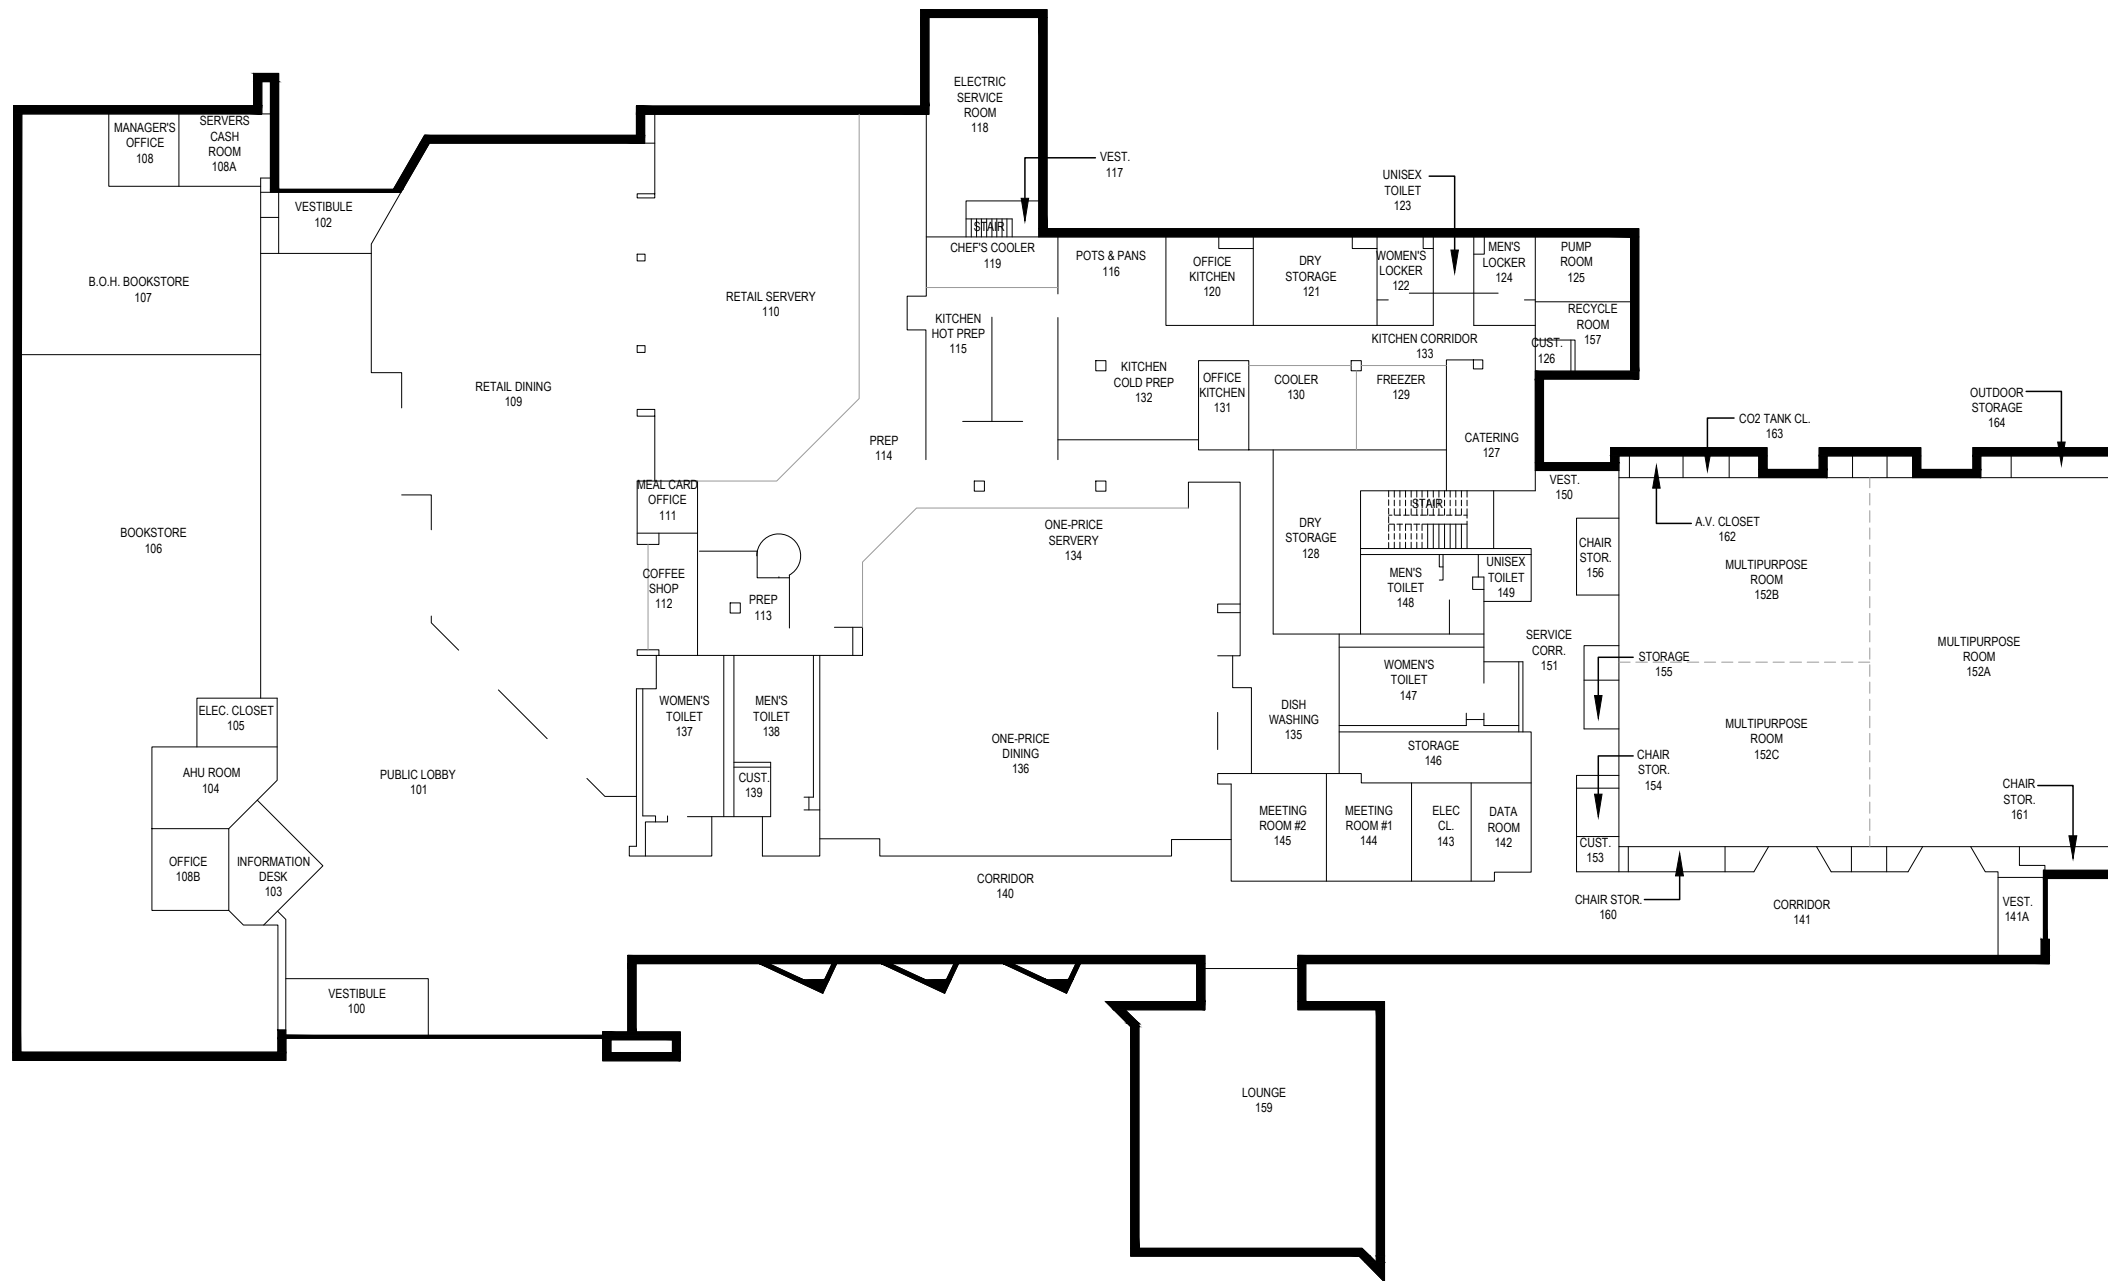 ELECTRIC
SERVICE
ROOM
118
MANAGER'S
OFFICE
108
SERVERS
CASH
ROOM
108A
VEST.
117
UNISEX
TOILET
123
VESTIBULE
102
STAIR
CHEF'S COOLER
119
POTS & PANS
116
OFFICE
KITCHEN
120
DRY
STORAGE
121
WOMEN'S
LOCKER
122
MEN'S
LOCKER
124
PUMP
ROOM
125
B.O.H. BOOKSTORE
107
RETAIL SERVERY
110
KITCHEN
HOT PREP
115
RECYCLE
ROOM
157
KITCHEN CORRIDOR
133
CUST.
126
RETAIL DINING
109
KITCHEN
COLD PREP
132
OFFICE
KITCHEN
131
COOLER
130
FREEZER
129
OUTDOOR
STORAGE
164
CO2 TANK CL.
163
PREP
114
CATERING
127
VEST.
150
MEAL CARD
OFFICE
111
STAIR
A.V. CLOSET
162
BOOKSTORE
106
ONE-PRICE
SERVERY
134
DRY
STORAGE
128
CHAIR
STOR.
156
COFFEE
SHOP
112
PREP
113
MEN'S
TOILET
148
UNISEX
TOILET
149
MULTIPURPOSE
ROOM
152B
SERVICE
CORR.
151
MULTIPURPOSE
ROOM
152A
STORAGE
155
WOMEN'S
TOILET
147
ELEC. CLOSET
105
WOMEN'S
TOILET
137
MEN'S
TOILET
138
DISH
WASHING
135
MULTIPURPOSE
ROOM
152C
ONE-PRICE
DINING
136
STORAGE
146
AHU ROOM
104
PUBLIC LOBBY
101
CUST.
139
CHAIR
STOR.
154
CHAIR
STOR.
161
MEETING
ROOM #2
145
MEETING
ROOM #1
144
ELEC
CL.
143
DATA
ROOM
142
CUST.
153
OFFICE
108B
INFORMATION
DESK
103
CORRIDOR
140
CHAIR STOR.
160
CORRIDOR
141
VEST.
141A
VESTIBULE
100
LOUNGE
159